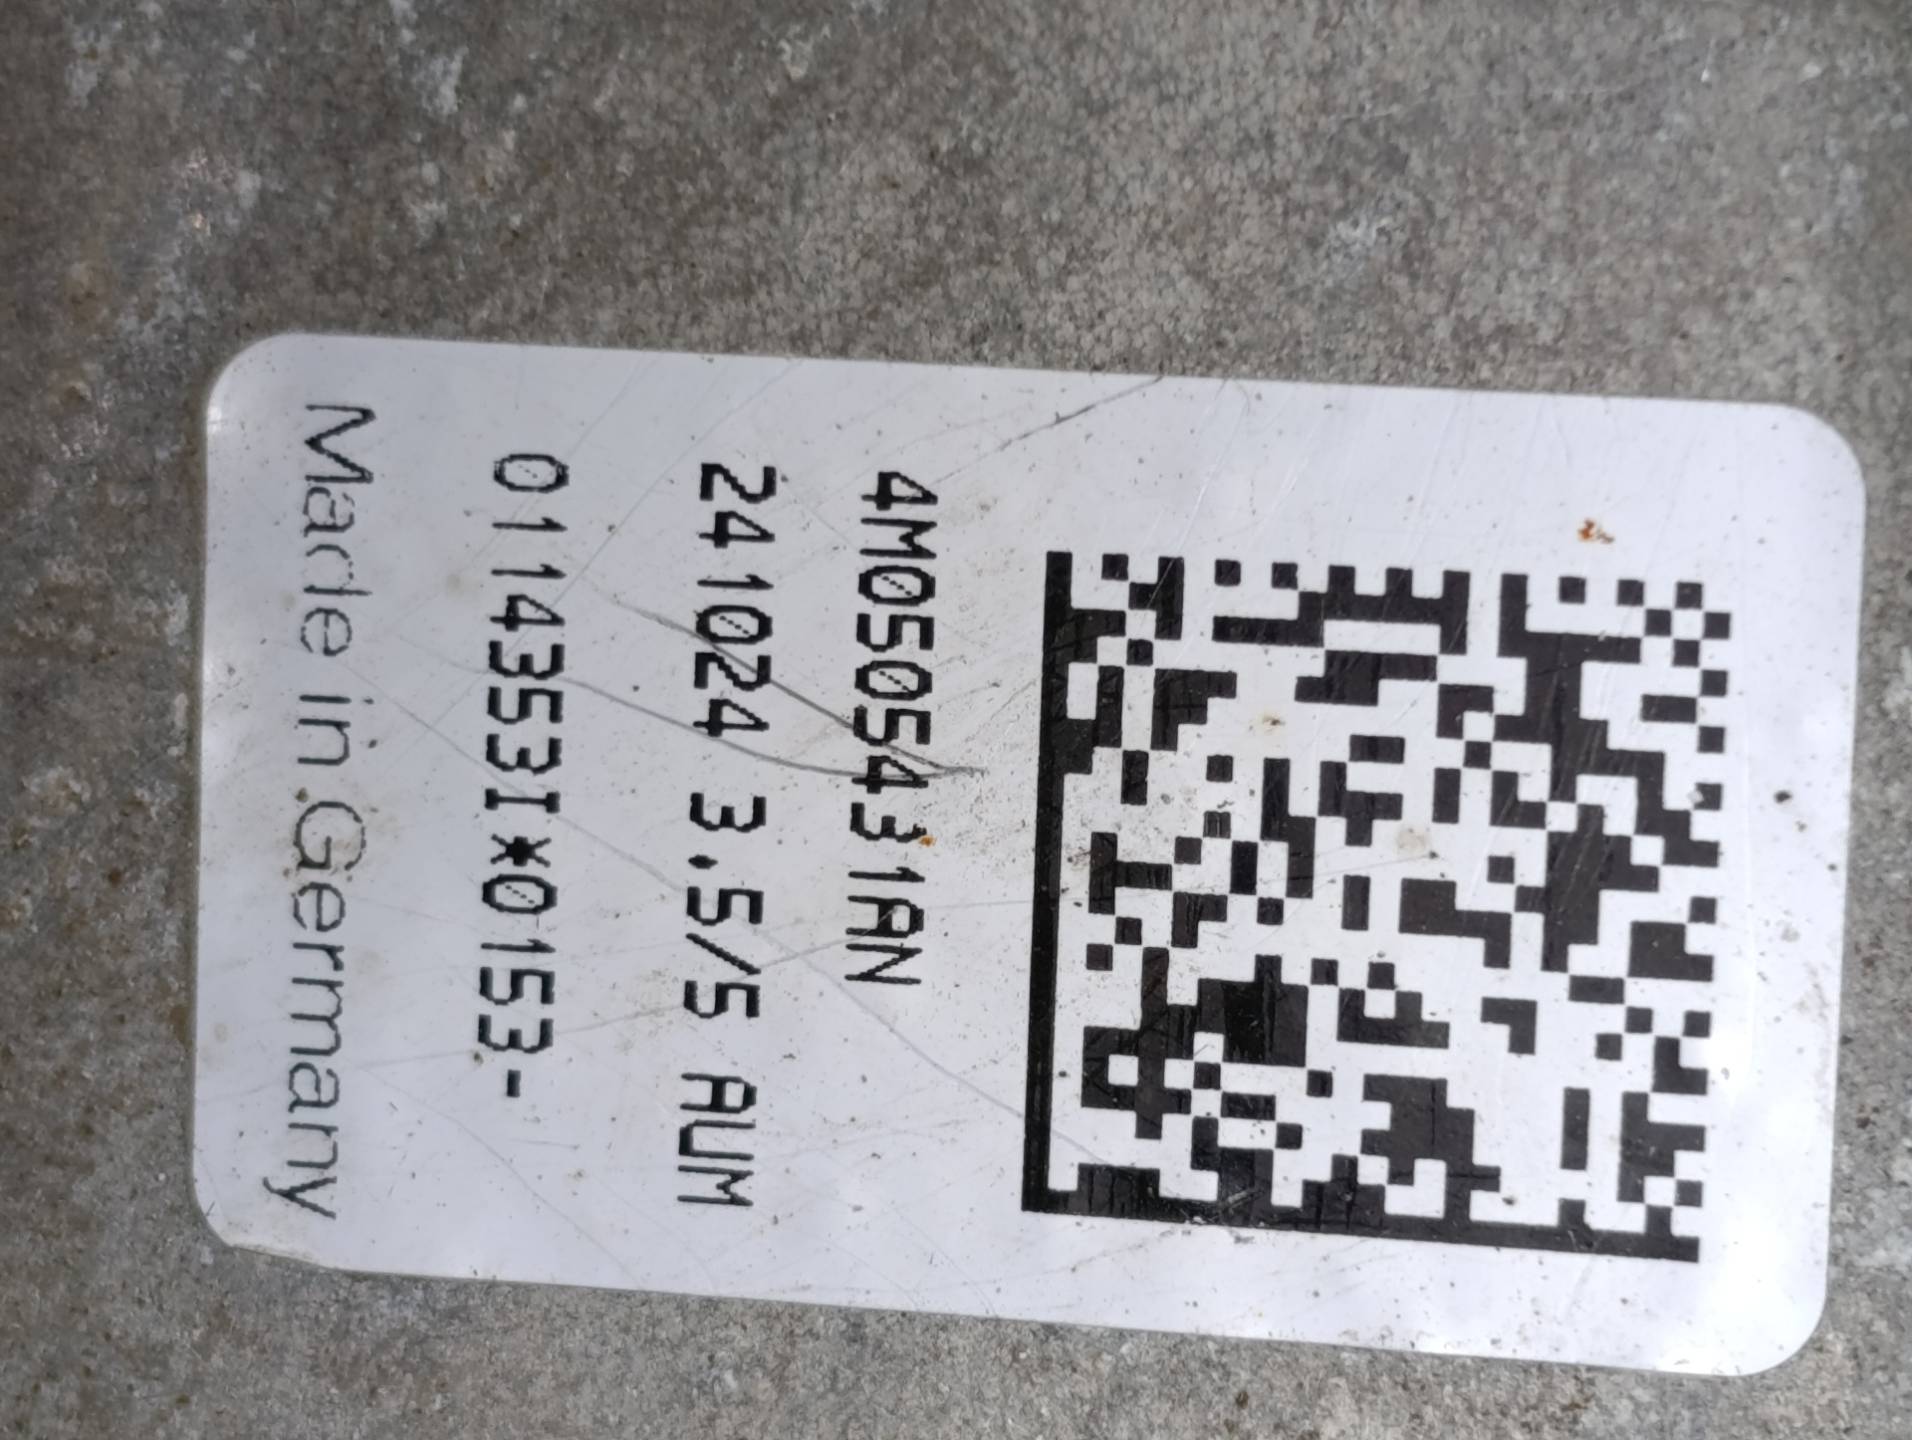 4M0505431AN
241024 3.5/5 AUM
0114353I*0153-
Made in Germany